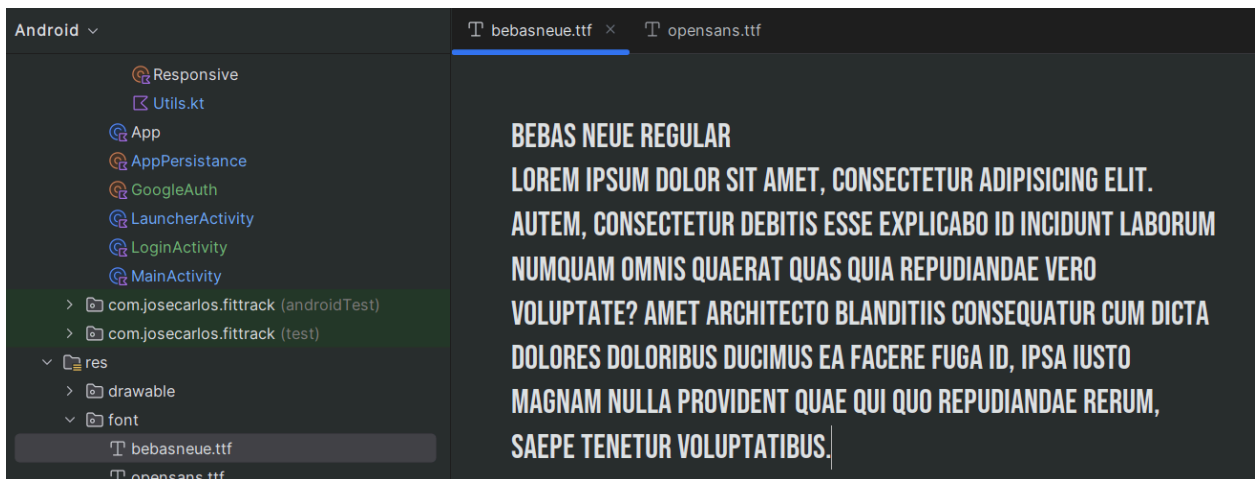 Android
bebasneue.ttf
opensans.ttf
Responsive
Utils.kt
App
AppPersistance
GoogleAuth
LauncherActivity
LoginActivity
MainActivity
com.josecarlos.fittrack (androidTest)
com.josecarlos.fittrack (test)
res
drawable
font
bebasneue.ttf
opensans.ttf
BEBAS NEUE REGULAR
LOREM IPSUM DOLOR SIT AMET, CONSECTETUR ADIPISICING ELIT.
AUTEM, CONSECTETUR DEBITIS ESSE EXPLICABO ID INCIDUNT LABORUM
NUMQUAM OMNIS QUAERAT QUAS QUIA REPUDIANDAE VERO
VOLUPTATE? AMET ARCHITECTO BLANDITIIS CONSEQUATUR CUM DICTA
DOLORES DOLORIBUS DUCIMUS EA FACERE FUGA ID, IPSA IUSTO
MAGNAM NULLA PROVIDENT QUAE QUI QUO REPUDIANDAE RERUM,
SAEPE TENETUR VOLUPTATIBUS.